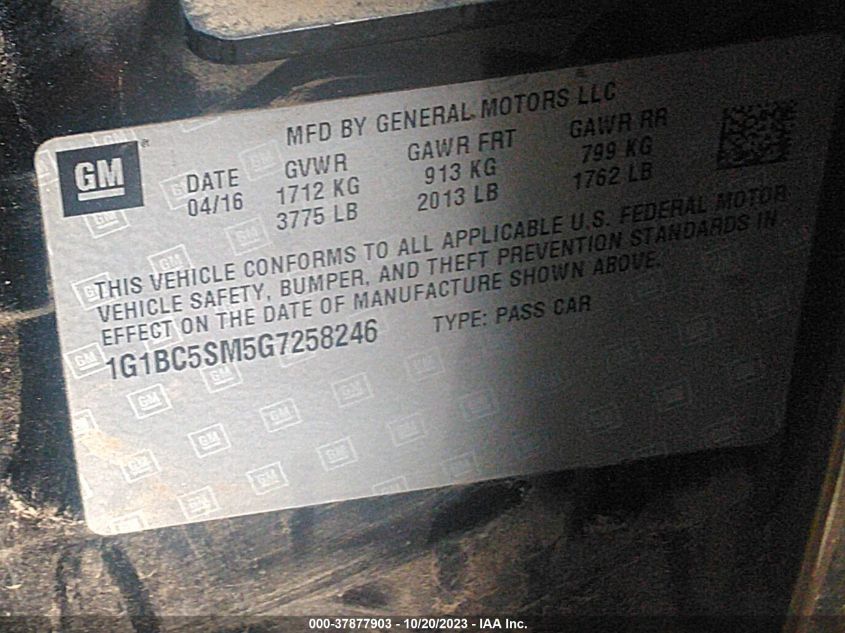 MFD BY GENERAL MOTORS LLC
GM DATE GVWR GAWR FRT GAWR RR
04/16 1712 KG 913 KG 799 KG
3775 LB 2013 LB 1762 LB
THIS VEHICLE CONFORMS TO ALL APPLICABLE U.S. FEDERAL MOTOR
VEHICLE SAFETY, BUMPER, AND THEFT PREVENTION STANDARDS IN
EFFECT ON THE DATE OF MANUFACTURE SHOWN ABOVE.
1G1BC5SM5G7258246 TYPE: PASS CAR
000-37877903 - 10/20/2023 - IAA Inc.